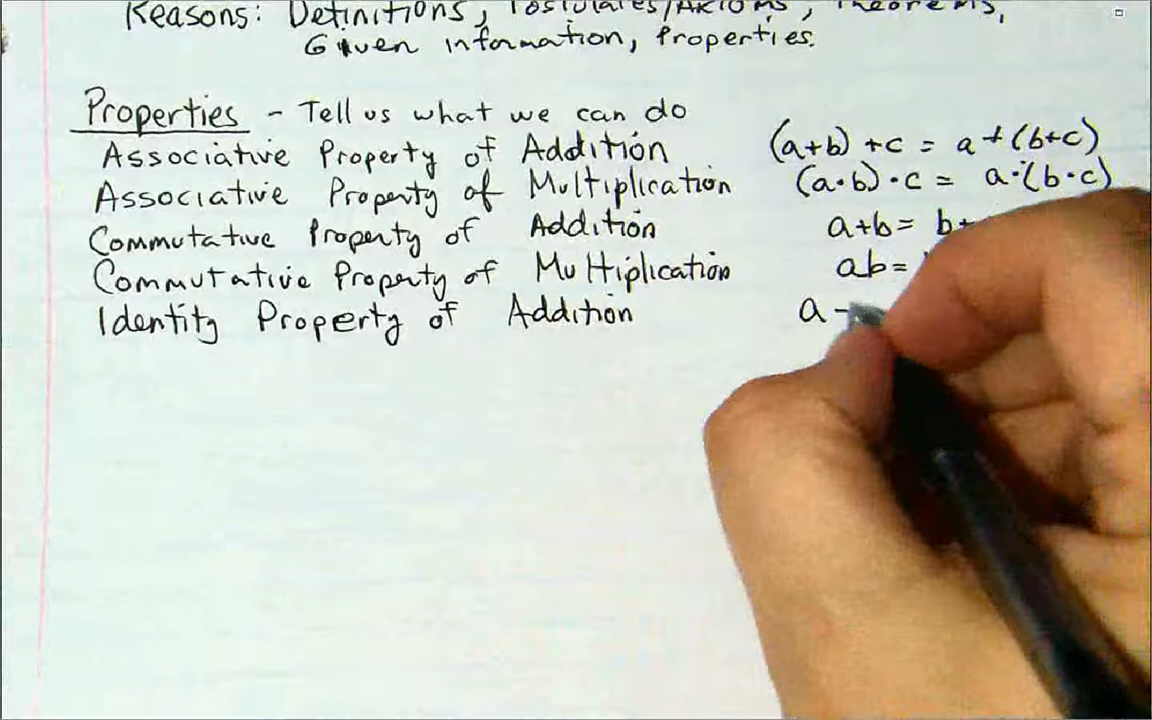 Reasons: Definitions, Postulates/Axioms, Theorems,
Given information, Properties.
Properties - Tell us what we can do
Associative Property of Addition (a+b)+c = a+(b+c)
Associative Property of Multiplication (a·b)·c = a·(b·c)
Commutative Property of Addition a+b= b+
Commutative Property of Multiplication ab=
Identity Property of Addition a